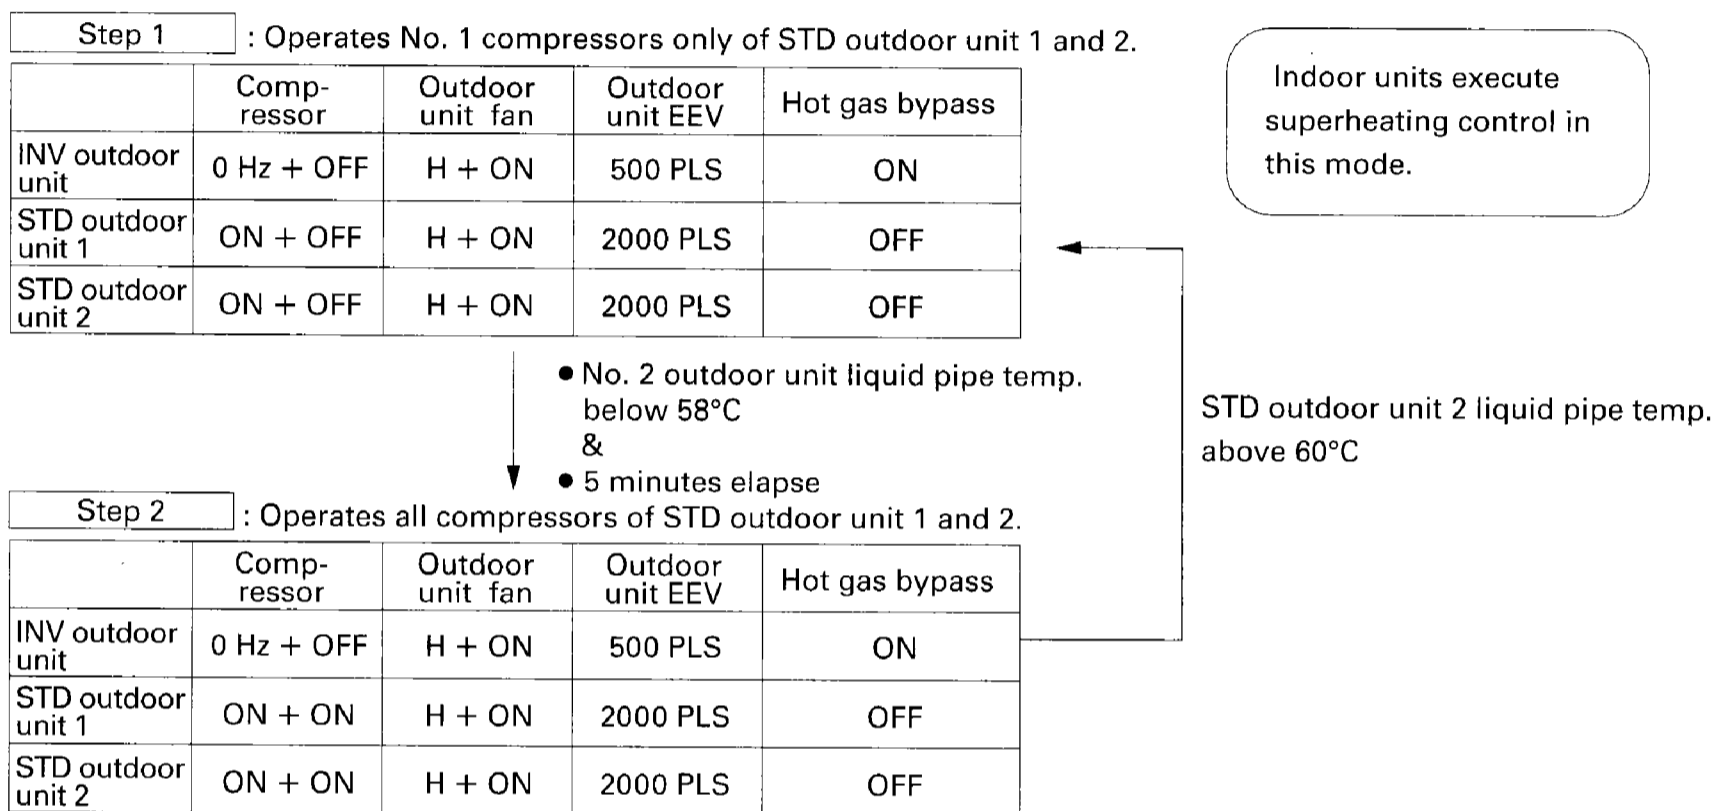 Step 1 : Operates No. 1 compressors only of STD outdoor unit 1 and 2.
Comp-
ressor
Outdoor
unit fan
Outdoor
unit EEV
Hot gas bypass
INV outdoor
unit
0 Hz + OFF
H + ON
500 PLS
ON
STD outdoor
unit 1
ON + OFF
H + ON
2000 PLS
OFF
STD outdoor
unit 2
ON + OFF
H + ON
2000 PLS
OFF
Indoor units execute
superheating control in
this mode.
● No. 2 outdoor unit liquid pipe temp.
below 58°C
&
● 5 minutes elapse
STD outdoor unit 2 liquid pipe temp.
above 60°C
Step 2 : Operates all compressors of STD outdoor unit 1 and 2.
Comp-
ressor
Outdoor
unit fan
Outdoor
unit EEV
Hot gas bypass
INV outdoor
unit
0 Hz + OFF
H + ON
500 PLS
ON
STD outdoor
unit 1
ON + ON
H + ON
2000 PLS
OFF
STD outdoor
unit 2
ON + ON
H + ON
2000 PLS
OFF